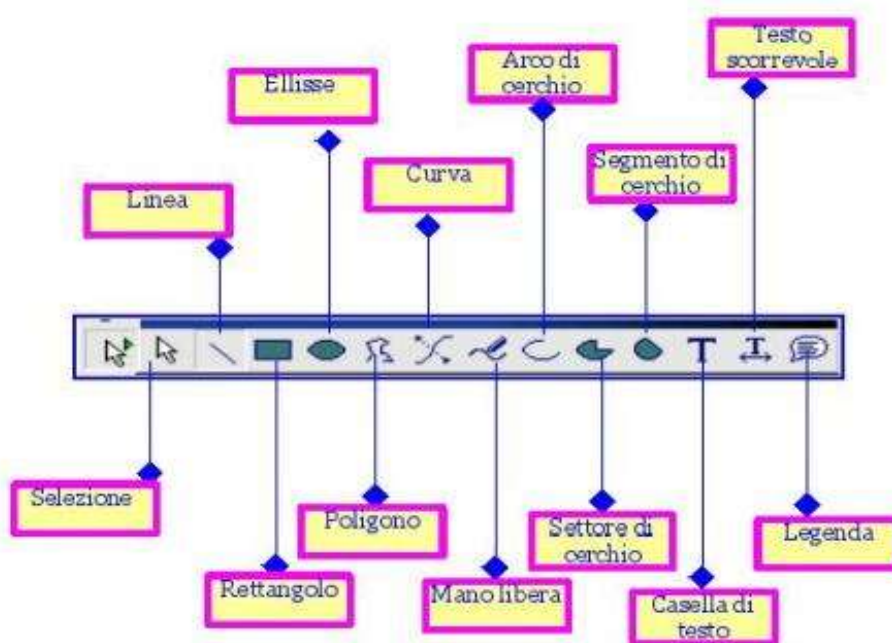 Testo
scorrevole
Arco di
cerchio
Ellisse
Segmento di
cerchio
Curva
Linea
T
T
Selezione
Poligono
Settore di
cerchio
Legenda
Rettangolo
Mano libera
Casella di
testo